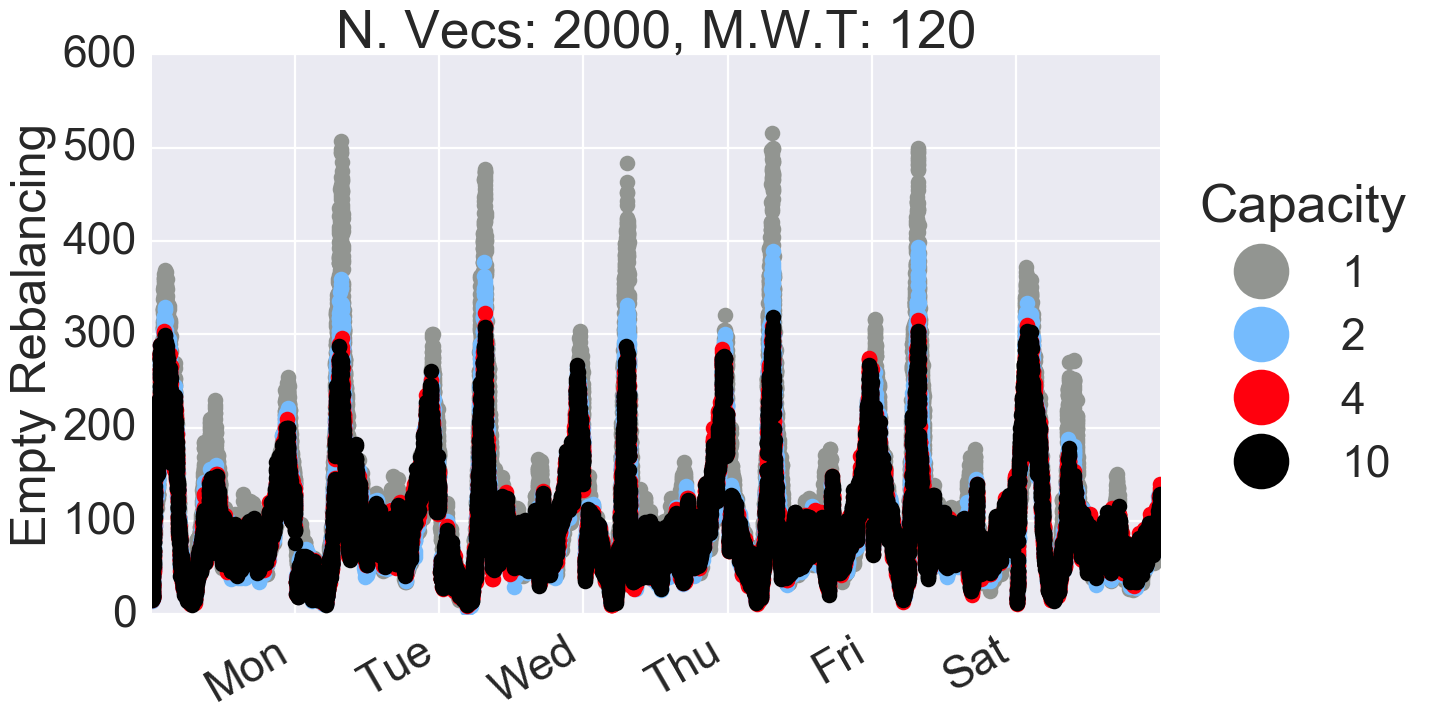 N. Vecs: 2000, M.W.T: 120
600
500
400
300
200
100
0
Empty Rebalancing
Mon
Tue
Wed
Thu
Fri
Sat
Capacity
1
2
4
10